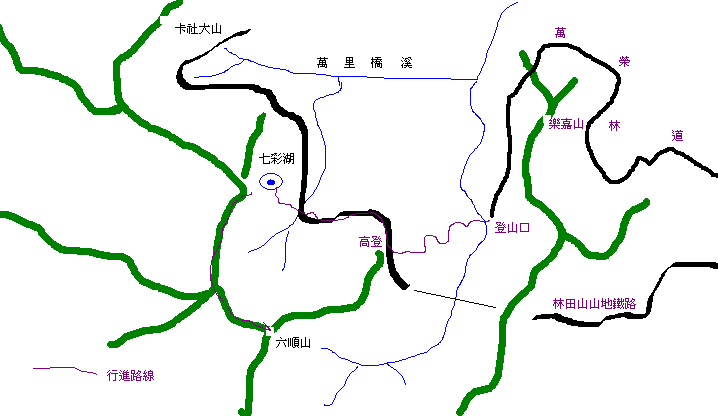 卡社大山
萬里橋溪
萬榮林道
樂嘉山
七彩湖
登山口
高登
林田山山地鐵路
六順山
行進路線